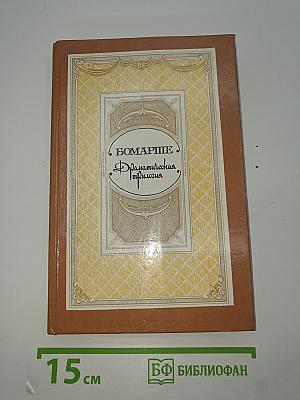 БОМАРШЕ
Драматическая
трилогия
15 см
БФ БИБЛИОФАН